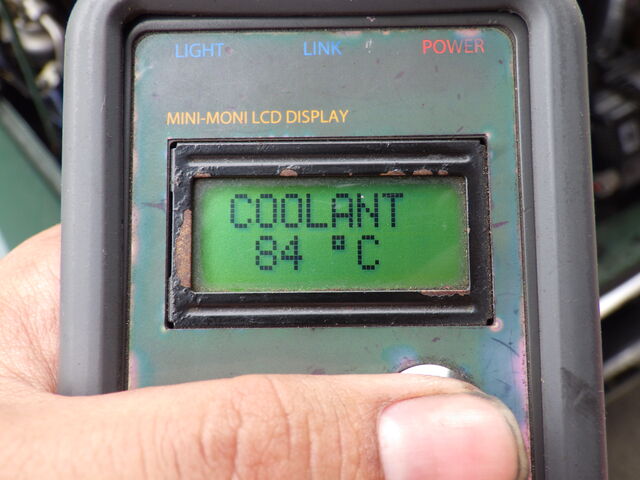 LIGHT LINK POWER
MINI-MONI LCD DISPLAY
COOLANT
84 °C